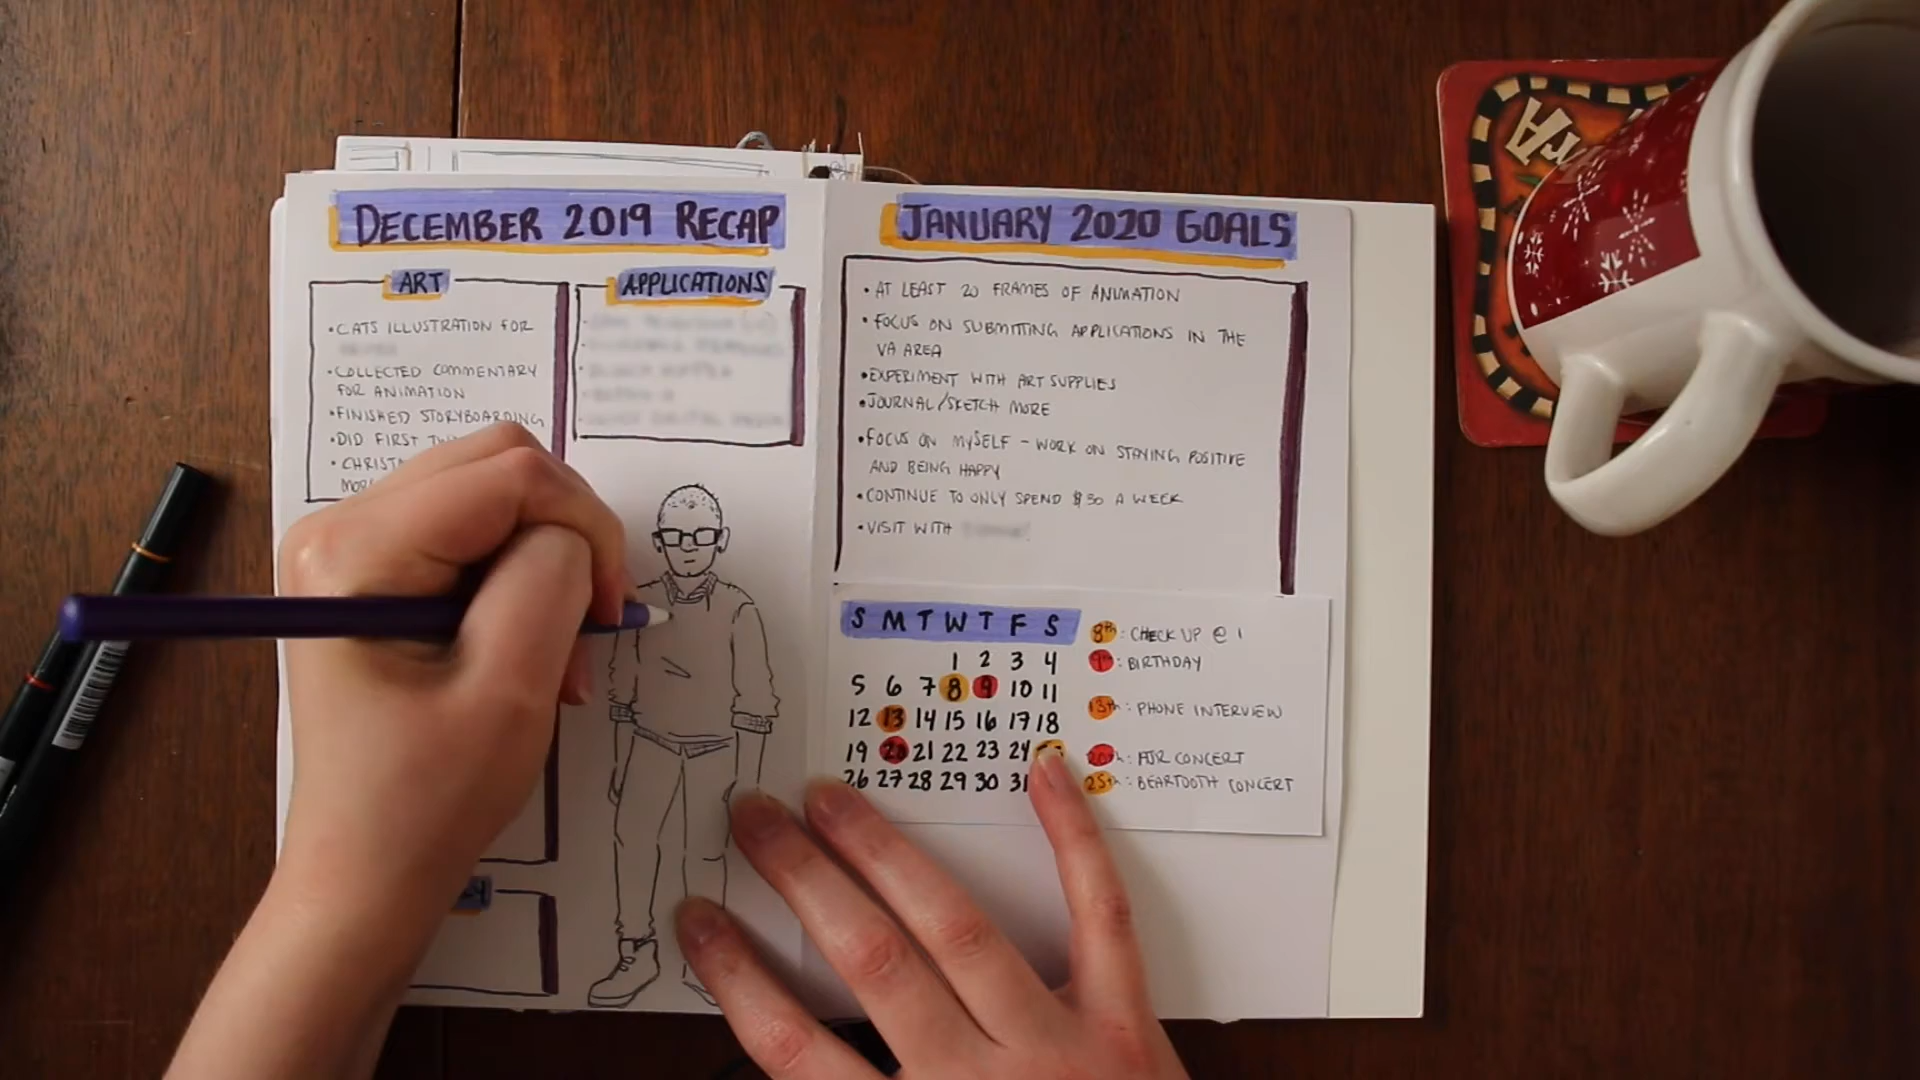 DECEMBER 2019 RECAP
ART
• CATS ILLUSTRATION FOR
• COLLECTED COMMENTARY
FOR ANIMATION
• FINISHED STORYBOARDING
• DID FIRST
•
APPLICATIONS
JANUARY 2020 GOALS
• AT LEAST 20 FRAMES OF ANIMATION
• FOCUS ON SUBMITTING APPLICATIONS IN THE
VA AREA
• EXPERIMENT WITH ART SUPPLIES
• JOURNAL/SKETCH MORE
• FOCUS ON MYSELF - WORK ON STAYING POSITIVE
AND BEING HAPPY
• CONTINUE TO ONLY SPEND $30 A WEEK
• VISIT WITH
S M T W T F S
1 2 3 4
5 6 7 8 9 10 11
12 13 14 15 16 17 18
19 20 21 22 23 24
26 27 28 29 30 31
8th: CHECK UP @ 1
9th: BIRTHDAY
13th: PHONE INTERVIEW
20th: CONCERT
25th: BEARTOOTH CONCERT